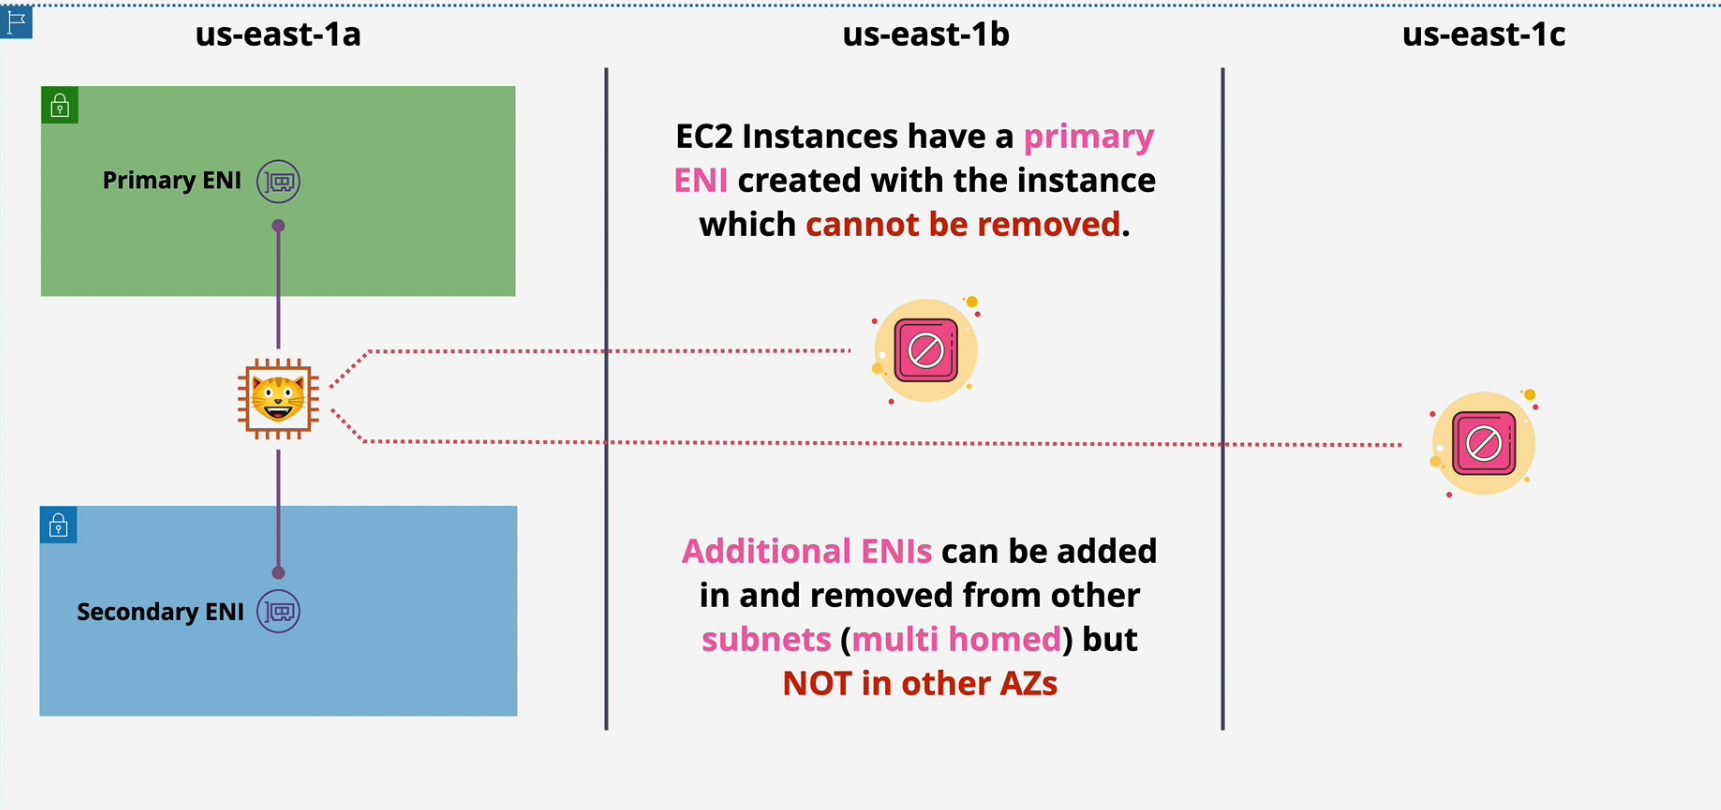 us-east-1a
us-east-1b
us-east-1c
Primary ENI
EC2 Instances have a primary
ENI created with the instance
which cannot be removed.
Secondary ENI
Additional ENIs can be added
in and removed from other
subnets (multi homed) but
NOT in other AZs